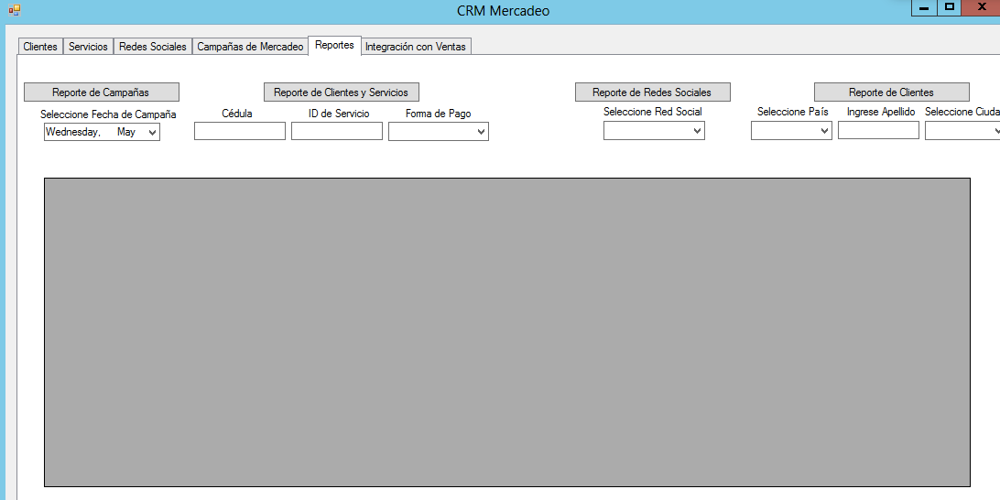 CRM Mercadeo
Clientes Servicios Redes Sociales Campañas de Mercadeo Reportes Integración con Ventas
Reporte de Campañas Reporte de Clientes y Servicios Reporte de Redes Sociales Reporte de Clientes
Seleccione Fecha de Campaña Cédula ID de Servicio Forma de Pago Seleccione Red Social Seleccione País Ingrese Apellido Seleccione Ciuda
Wednesday, May